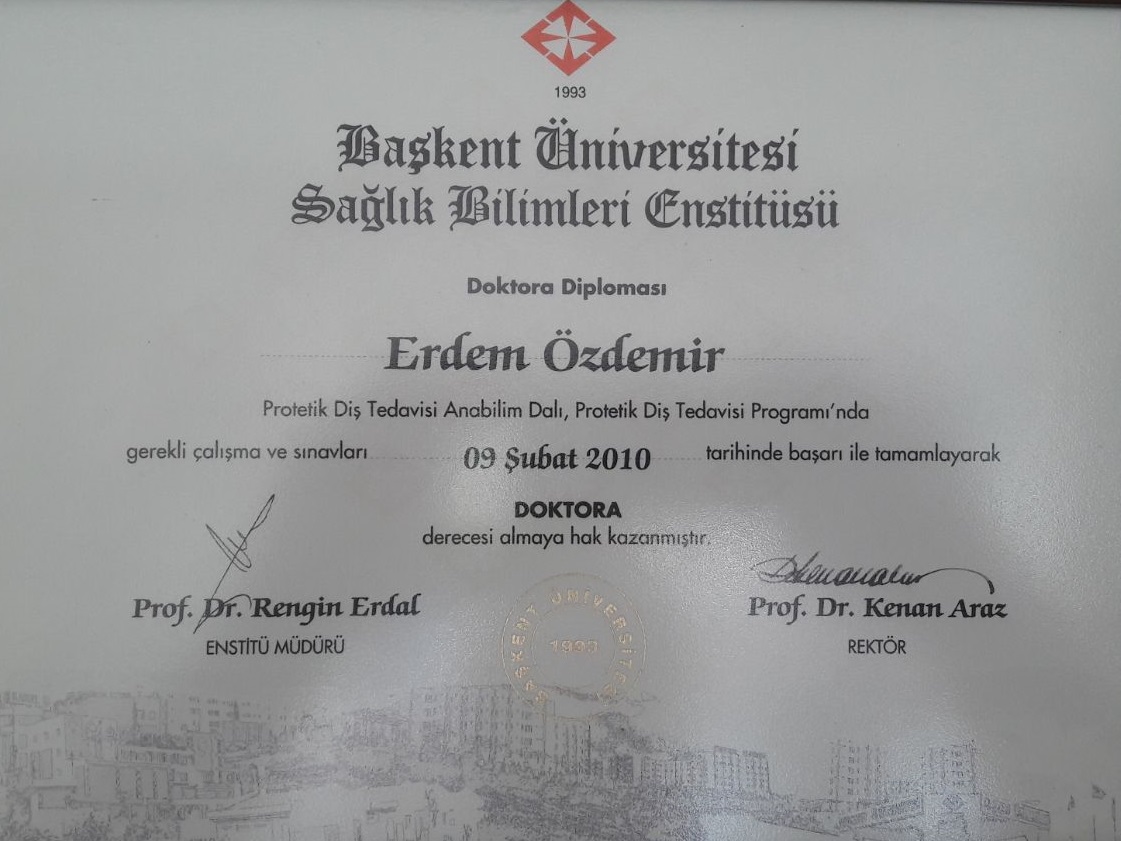 1993
Başkent Üniversitesi
Sağlık Bilimleri Enstitüsü
Doktora Diploması
Erdem Özdemir
Protetik Diş Tedavisi Anabilim Dalı, Protetik Diş Tedavisi Programı'nda
gerekli çalışma ve sınavları 09 Şubat 2010 tarihinde başarı ile tamamlayarak
DOKTORA
derecesi almaya hak kazanmıştır.
Prof. Dr. Rengin Erdal
ENSTİTÜ MÜDÜRÜ
Prof. Dr. Kenan Araz
REKTÖR
BAŞKENT ÜNİVERSİTESİ
1993